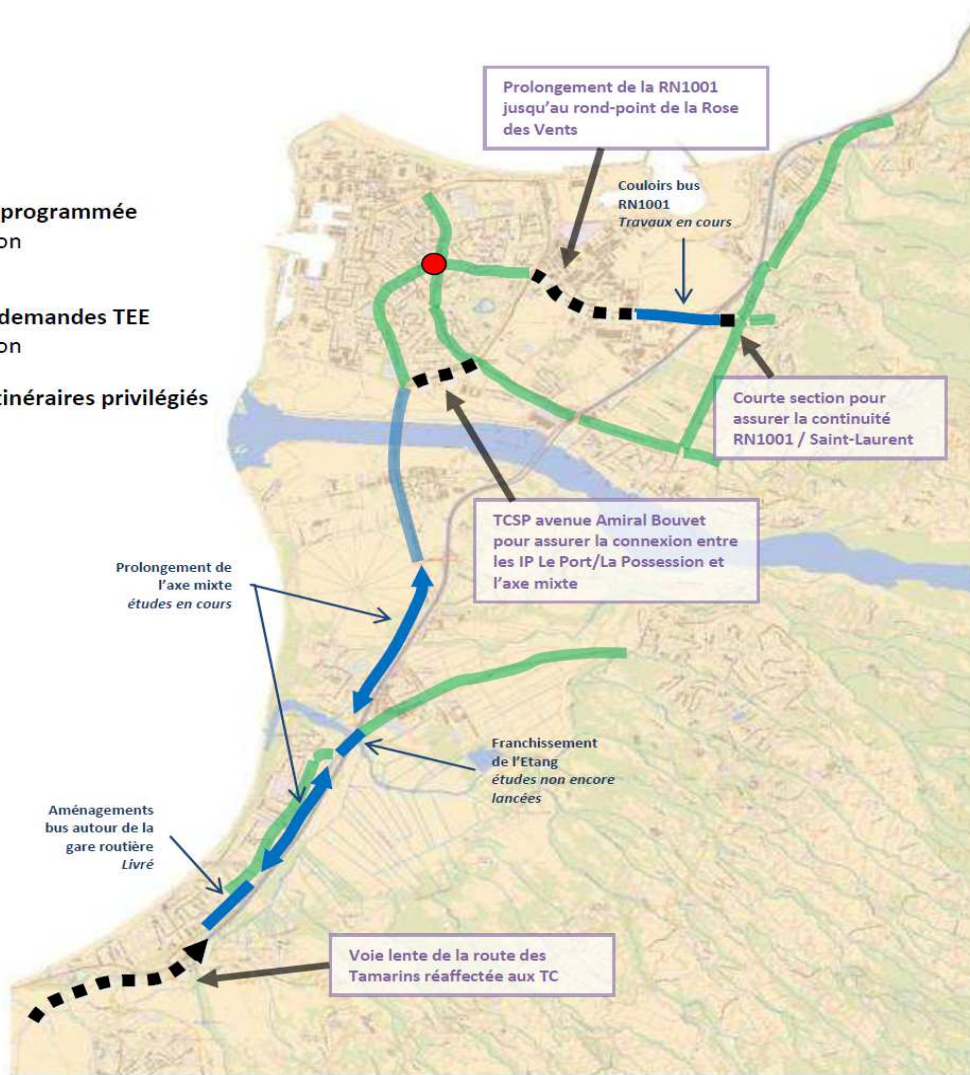 programmée
on
demandes TEE
on
tinéraires privilégiés
Prolongement de la RN1001
jusqu'au rond-point de la Rose
des Vents
Couloirs bus
RN1001
Travaux en cours
Courte section pour
assurer la continuité
RN1001 / Saint-Laurent
TCSP avenue Amiral Bouvet
pour assurer la connexion entre
les IP Le Port/La Possession et
l'axe mixte
Prolongement de
l'axe mixte
études en cours
Franchissement
de l'Etang
études non encore
lancées
Aménagements
bus autour de la
gare routière
Livré
Voie lente de la route des
Tamarins réaffectée aux TC